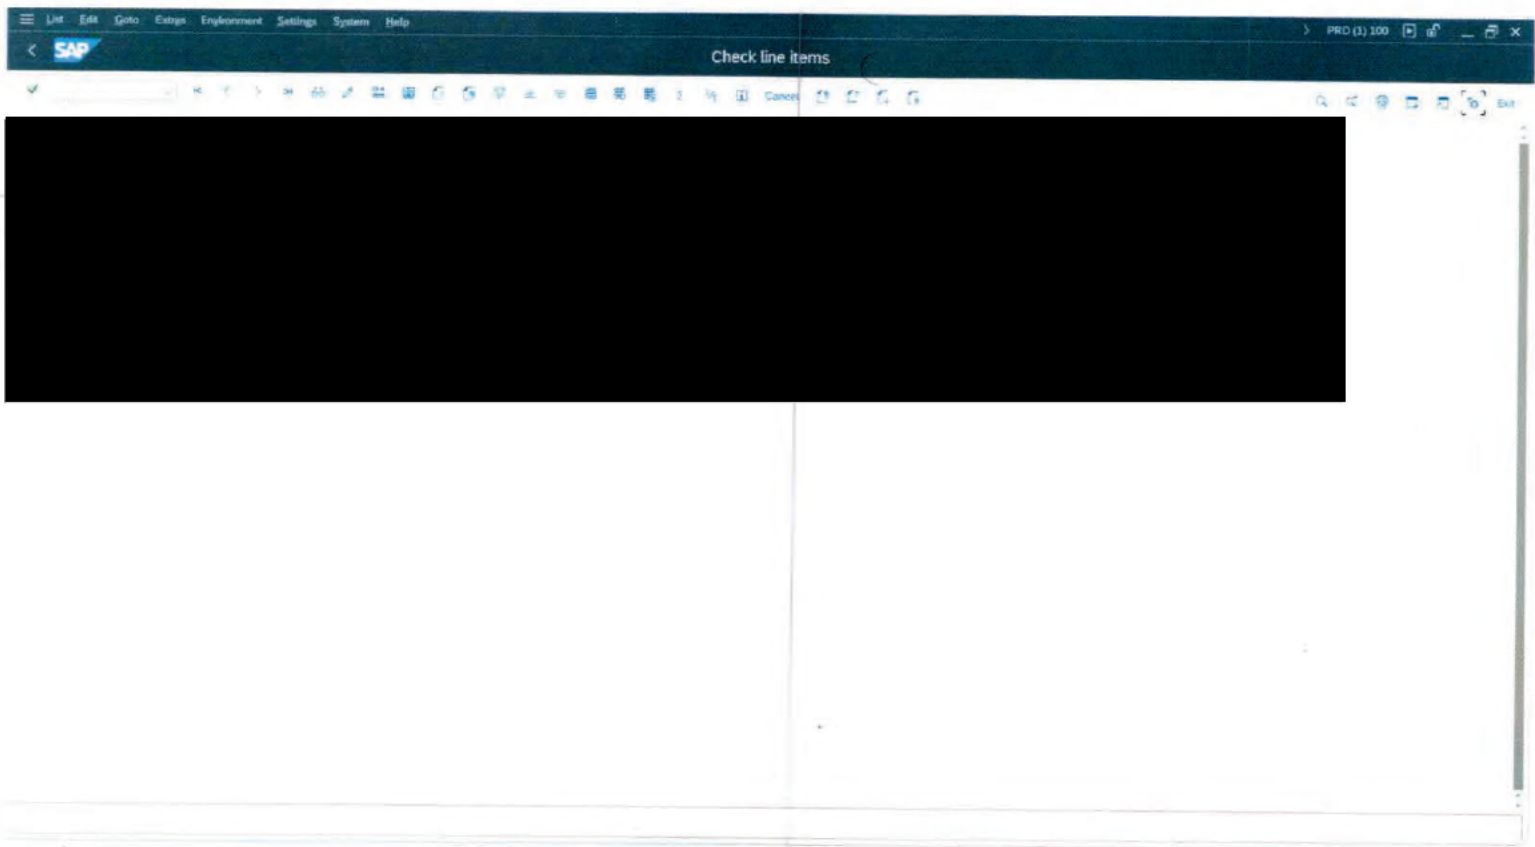 List Edit Goto Extras Environment Settings System Help
PRD (1) 100
SAP
Check line items
Cancel
Exit